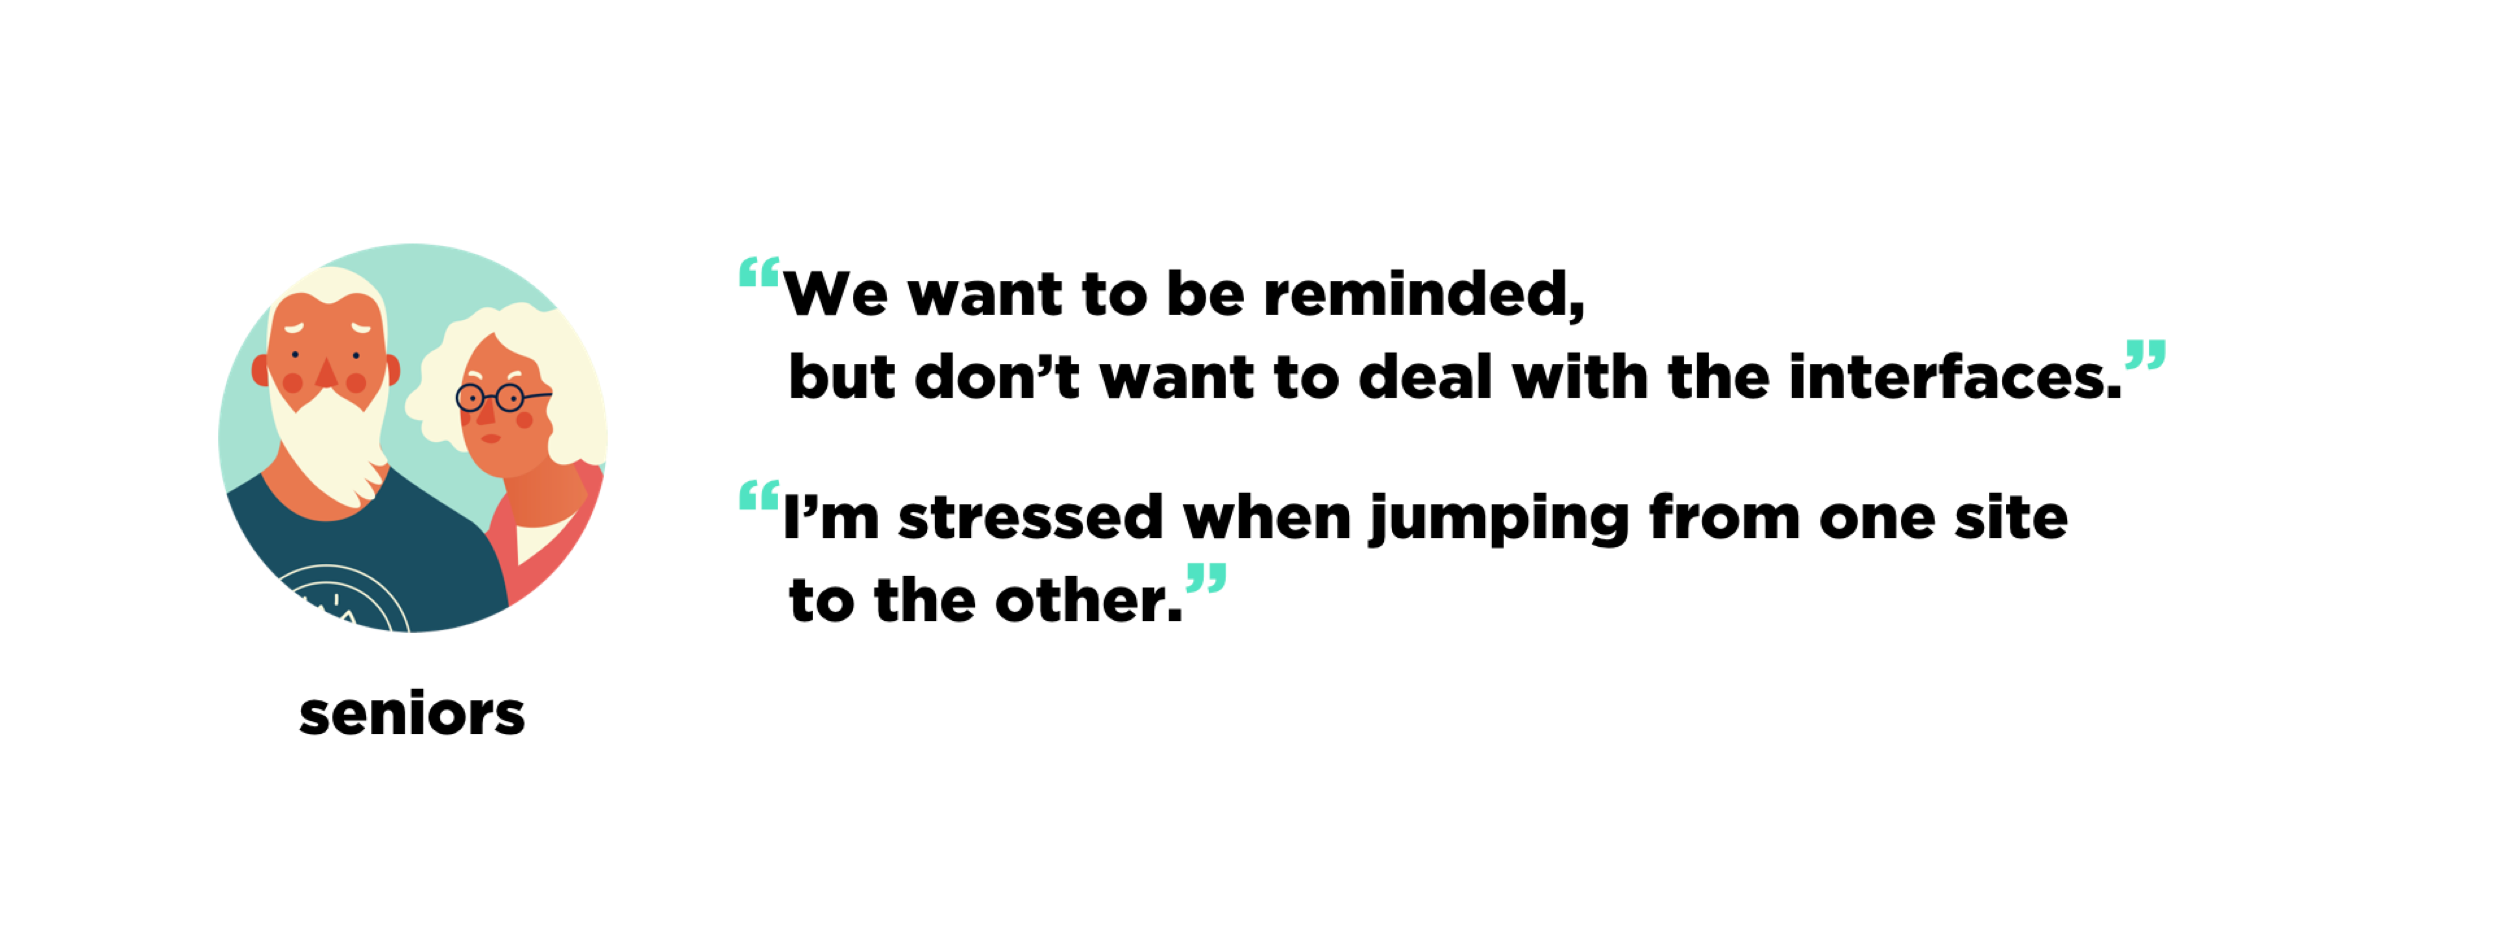 “We want to be reminded,
but don’t want to deal with the interfaces.”
“I’m stressed when jumping from one site
to the other.”
seniors